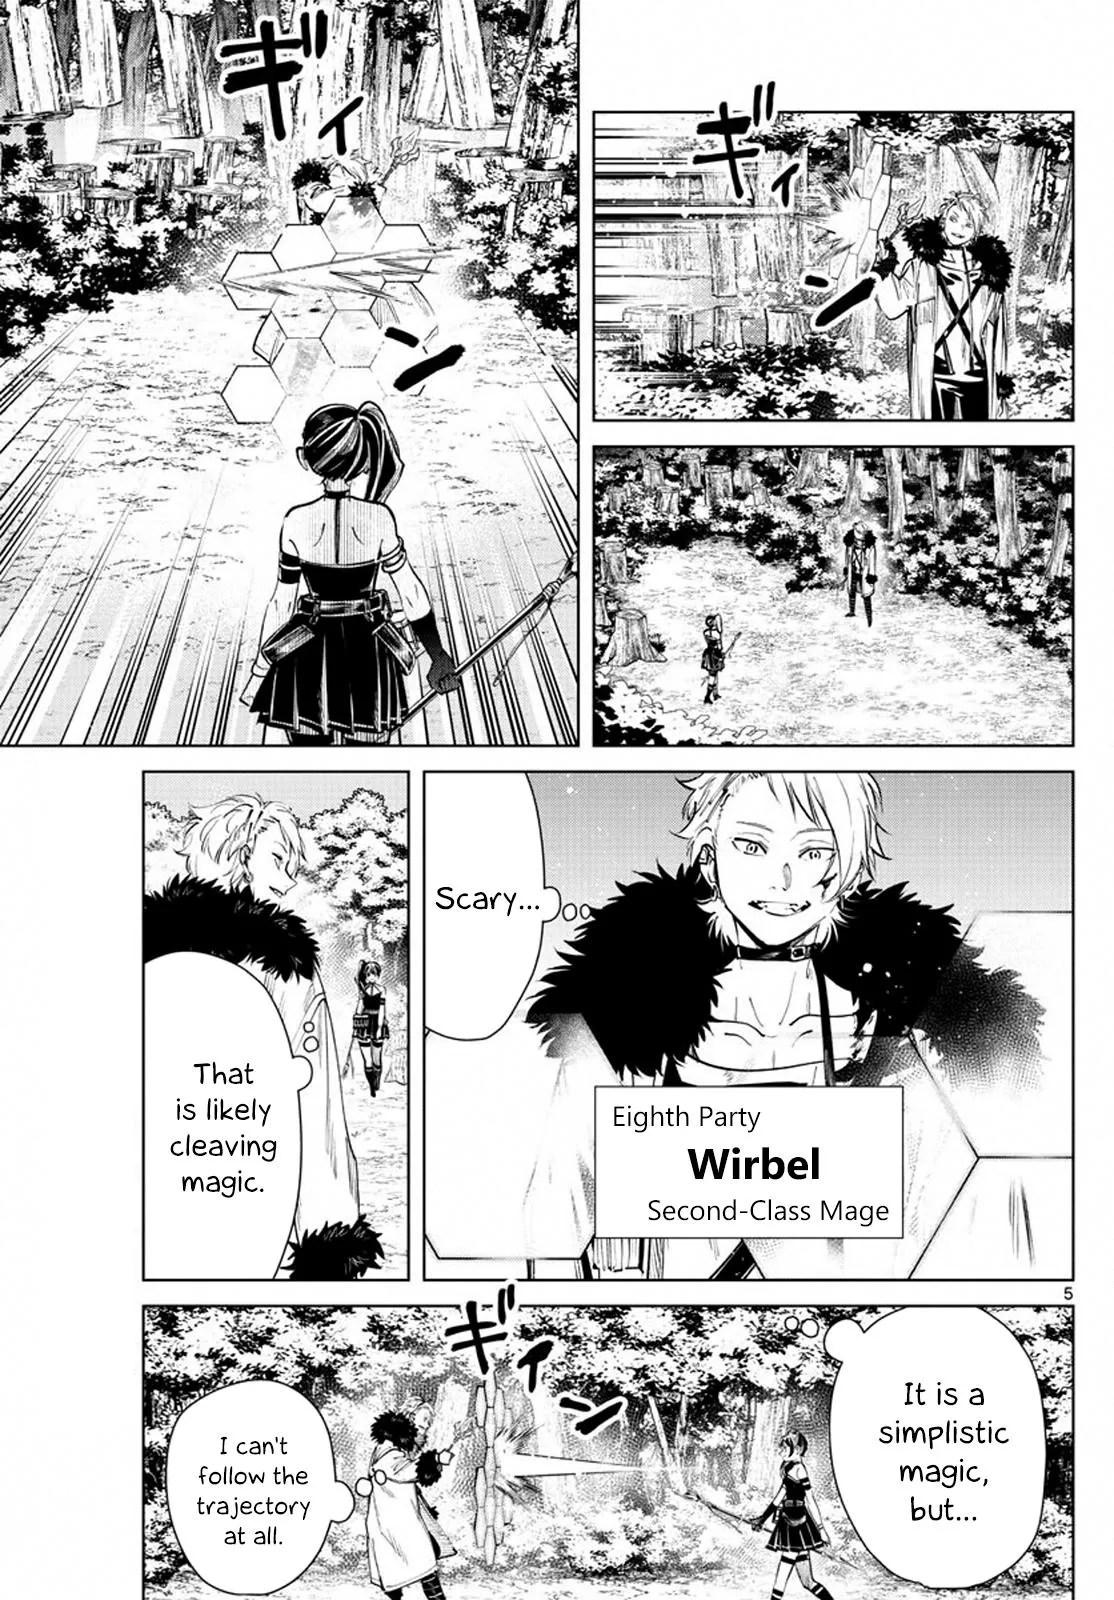 ギィン
ギィン
Scary...
Eighth Party
Wirbel
Second-Class Mage
That
is likely
cleaving
magic.
5
It is a
simplistic
magic,
but...
ギィン
I can't
follow the
trajectory
at all.